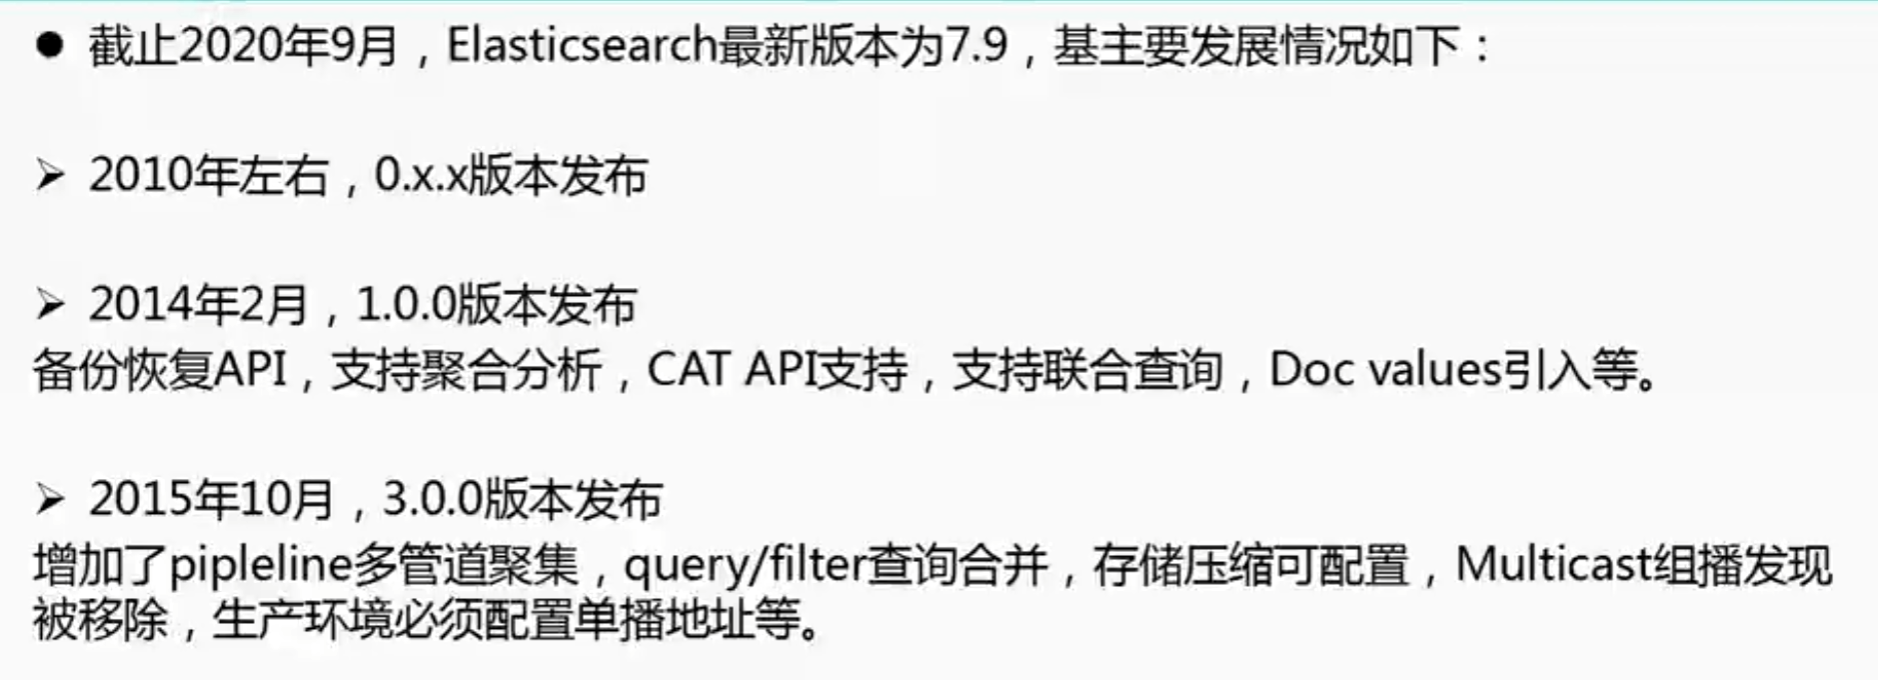 ● 截止2020年9月，Elasticsearch最新版本为7.9，基主要发展情况如下：
➢ 2010年左右，0.x.x版本发布
➢ 2014年2月，1.0.0版本发布
备份恢复API，支持聚合分析，CAT API支持，支持联合查询，Doc values引入等。
➢ 2015年10月，3.0.0版本发布
增加了pipleline多管道聚集，query/filter查询合并，存储压缩可配置，Multicast组播发现
被移除，生产环境必须配置单播地址等。